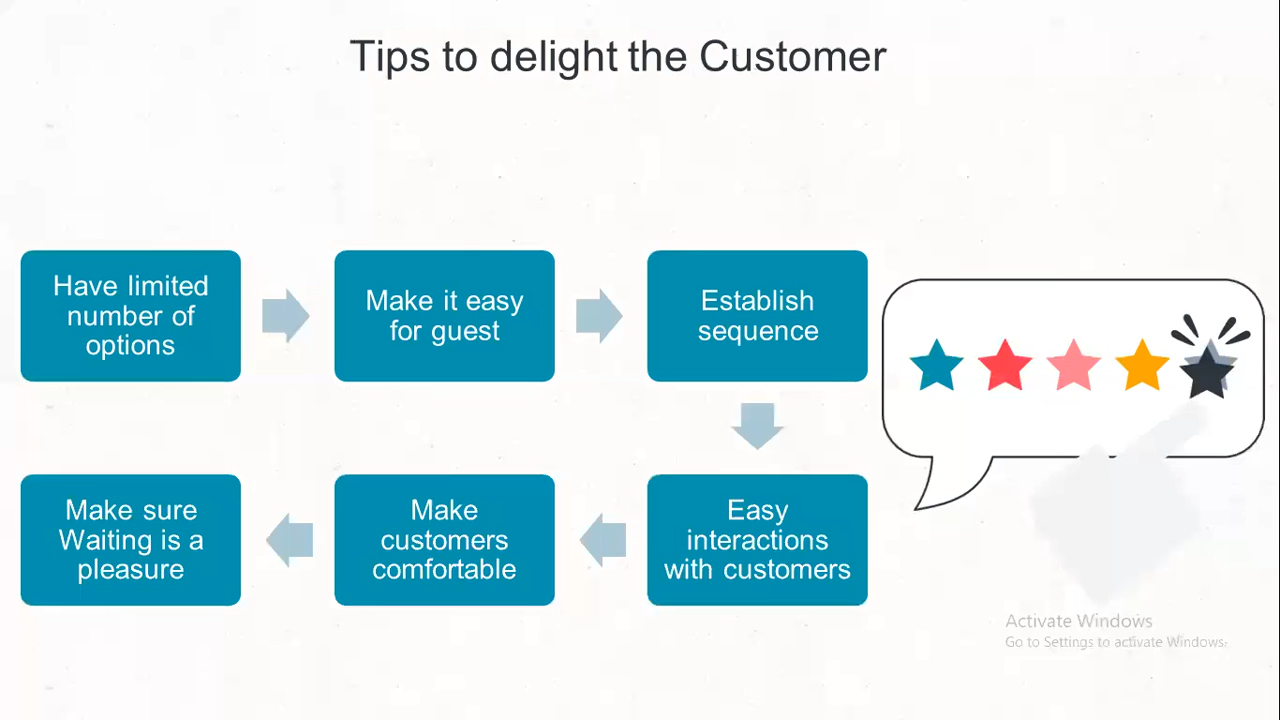 Tips to delight the Customer
Have limited
number of
options
Make it easy
for guest
Establish
sequence
Easy
interactions
with customers
Make
customers
comfortable
Make sure
Waiting is a
pleasure
Activate Windows
Go to Settings to activate Windows.